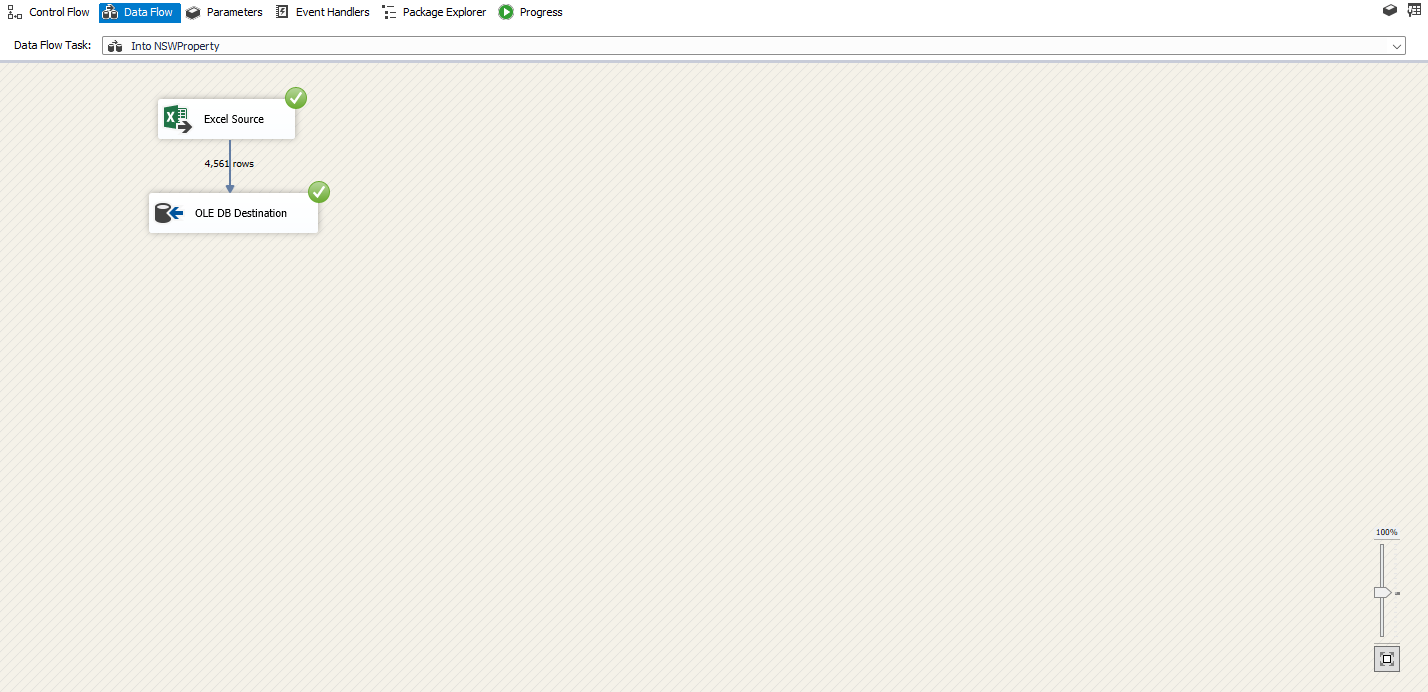 Control Flow Data Flow Parameters Event Handlers Package Explorer Progress
Data Flow Task: Into NSWProperty
Excel Source
4,561 rows
OLE DB Destination
100%